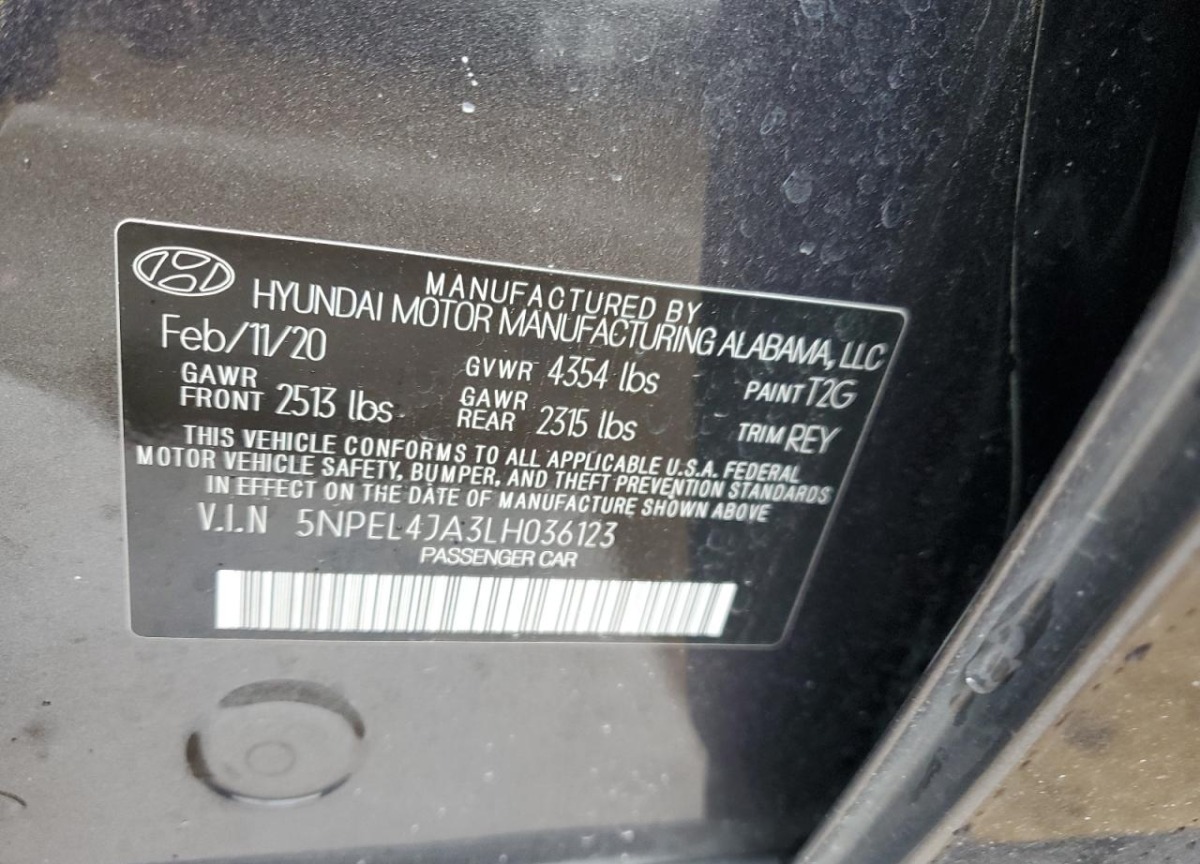 MANUFACTURED BY
HYUNDAI MOTOR MANUFACTURING ALABAMA, LLC
Feb/11/20 GVWR 4354 lbs PAINT T2G
GAWR FRONT 2513 lbs GAWR REAR 2315 lbs TRIM REY
THIS VEHICLE CONFORMS TO ALL APPLICABLE U.S.A. FEDERAL
MOTOR VEHICLE SAFETY, BUMPER, AND THEFT PREVENTION STANDARDS
IN EFFECT ON THE DATE OF MANUFACTURE SHOWN ABOVE
V.I.N 5NPEL4JA3LH036123
PASSENGER CAR